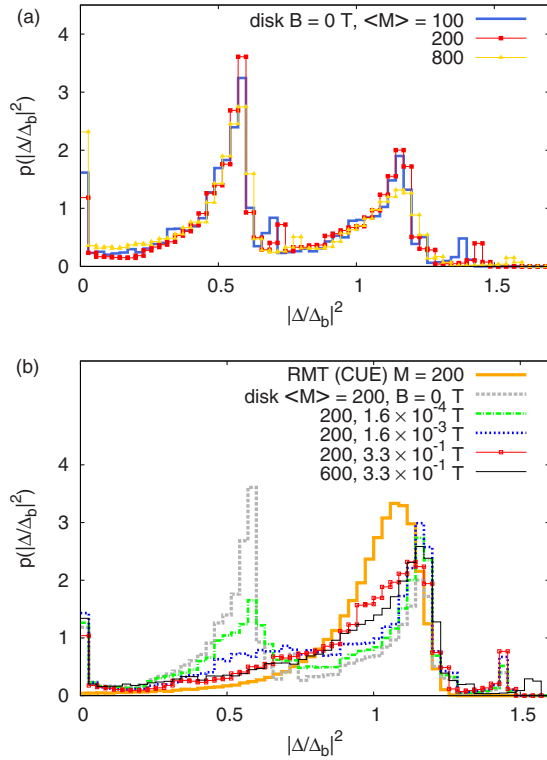 (a)
disk B = 0 T, <M> = 100
200
800
p(|Δ/Δb|²)
4
3
2
1
0
0 0.5 1 1.5
|Δ/Δb|²
(b)
RMT (CUE) M = 200
disk <M> = 200, B = 0 T
200, 1.6 × 10⁻⁴ T
200, 1.6 × 10⁻³ T
200, 3.3 × 10⁻¹ T
600, 3.3 × 10⁻¹ T
p(|Δ/Δb|²)
4
3
2
1
0
0 0.5 1 1.5
|Δ/Δb|²